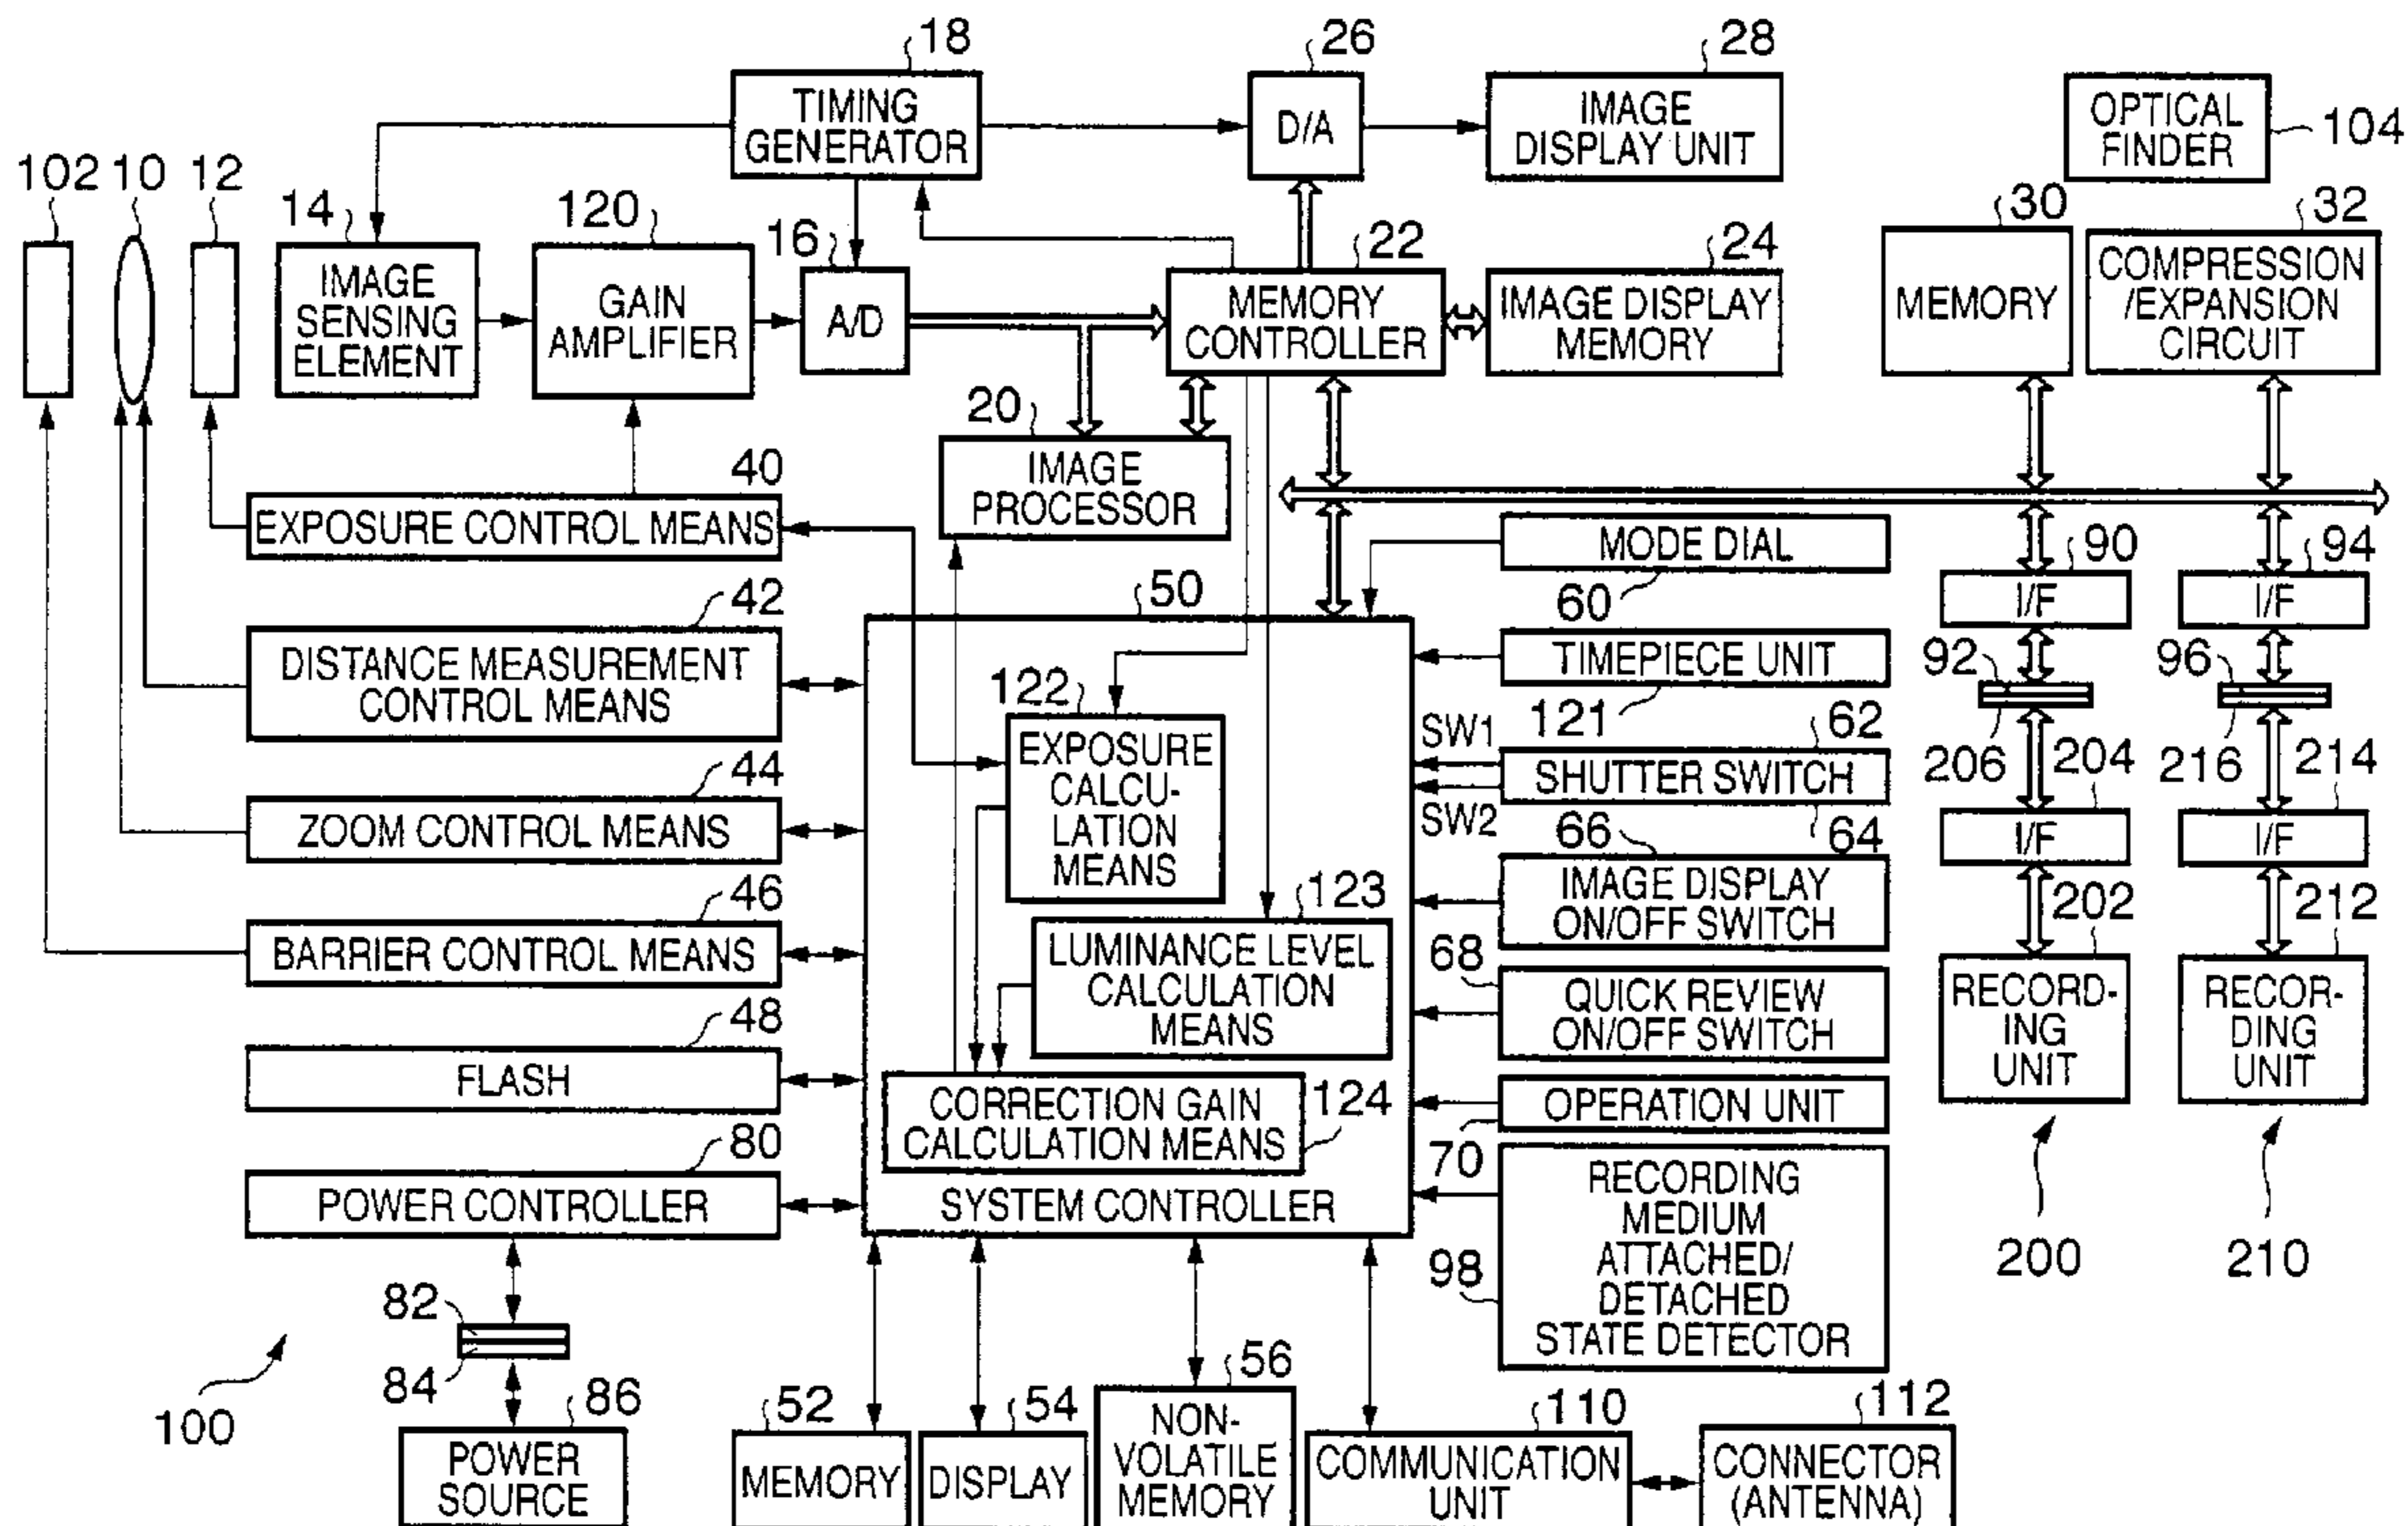 18
26
28
TIMING
GENERATOR
D/A
IMAGE
DISPLAY UNIT
OPTICAL
FINDER
104
102
10
12
14
120
16
22
24
30
32
IMAGE
SENSING
ELEMENT
GAIN
AMPLIFIER
A/D
MEMORY
CONTROLLER
IMAGE DISPLAY
MEMORY
MEMORY
COMPRESSION
/EXPANSION
CIRCUIT
20
IMAGE
PROCESSOR
40
EXPOSURE CONTROL MEANS
MODE DIAL
60
90
I/F
94
I/F
42
DISTANCE MEASUREMENT
CONTROL MEANS
50
TIMEPIECE UNIT
121
92
206
96
216
122
EXPOSURE
CALCU-
LATION
MEANS
SW1
62
SHUTTER SWITCH
SW2
64
204
I/F
214
I/F
44
ZOOM CONTROL MEANS
66
IMAGE DISPLAY
ON/OFF SWITCH
202
RECORD-
ING
UNIT
212
RECOR-
DING
UNIT
46
BARRIER CONTROL MEANS
123
LUMINANCE LEVEL
CALCULATION
MEANS
68
QUICK REVIEW
ON/OFF SWITCH
48
FLASH
CORRECTION GAIN
CALCULATION MEANS
124
OPERATION UNIT
70
80
POWER CONTROLLER
SYSTEM CONTROLLER
RECORDING
MEDIUM
ATTACHED/
DETACHED
STATE DETECTOR
98
200
210
82
84
100
86
POWER
SOURCE
52
MEMORY
54
DISPLAY
56
NON-
VOLATILE
MEMORY
110
COMMUNICATION
UNIT
112
CONNECTOR
(ANTENNA)